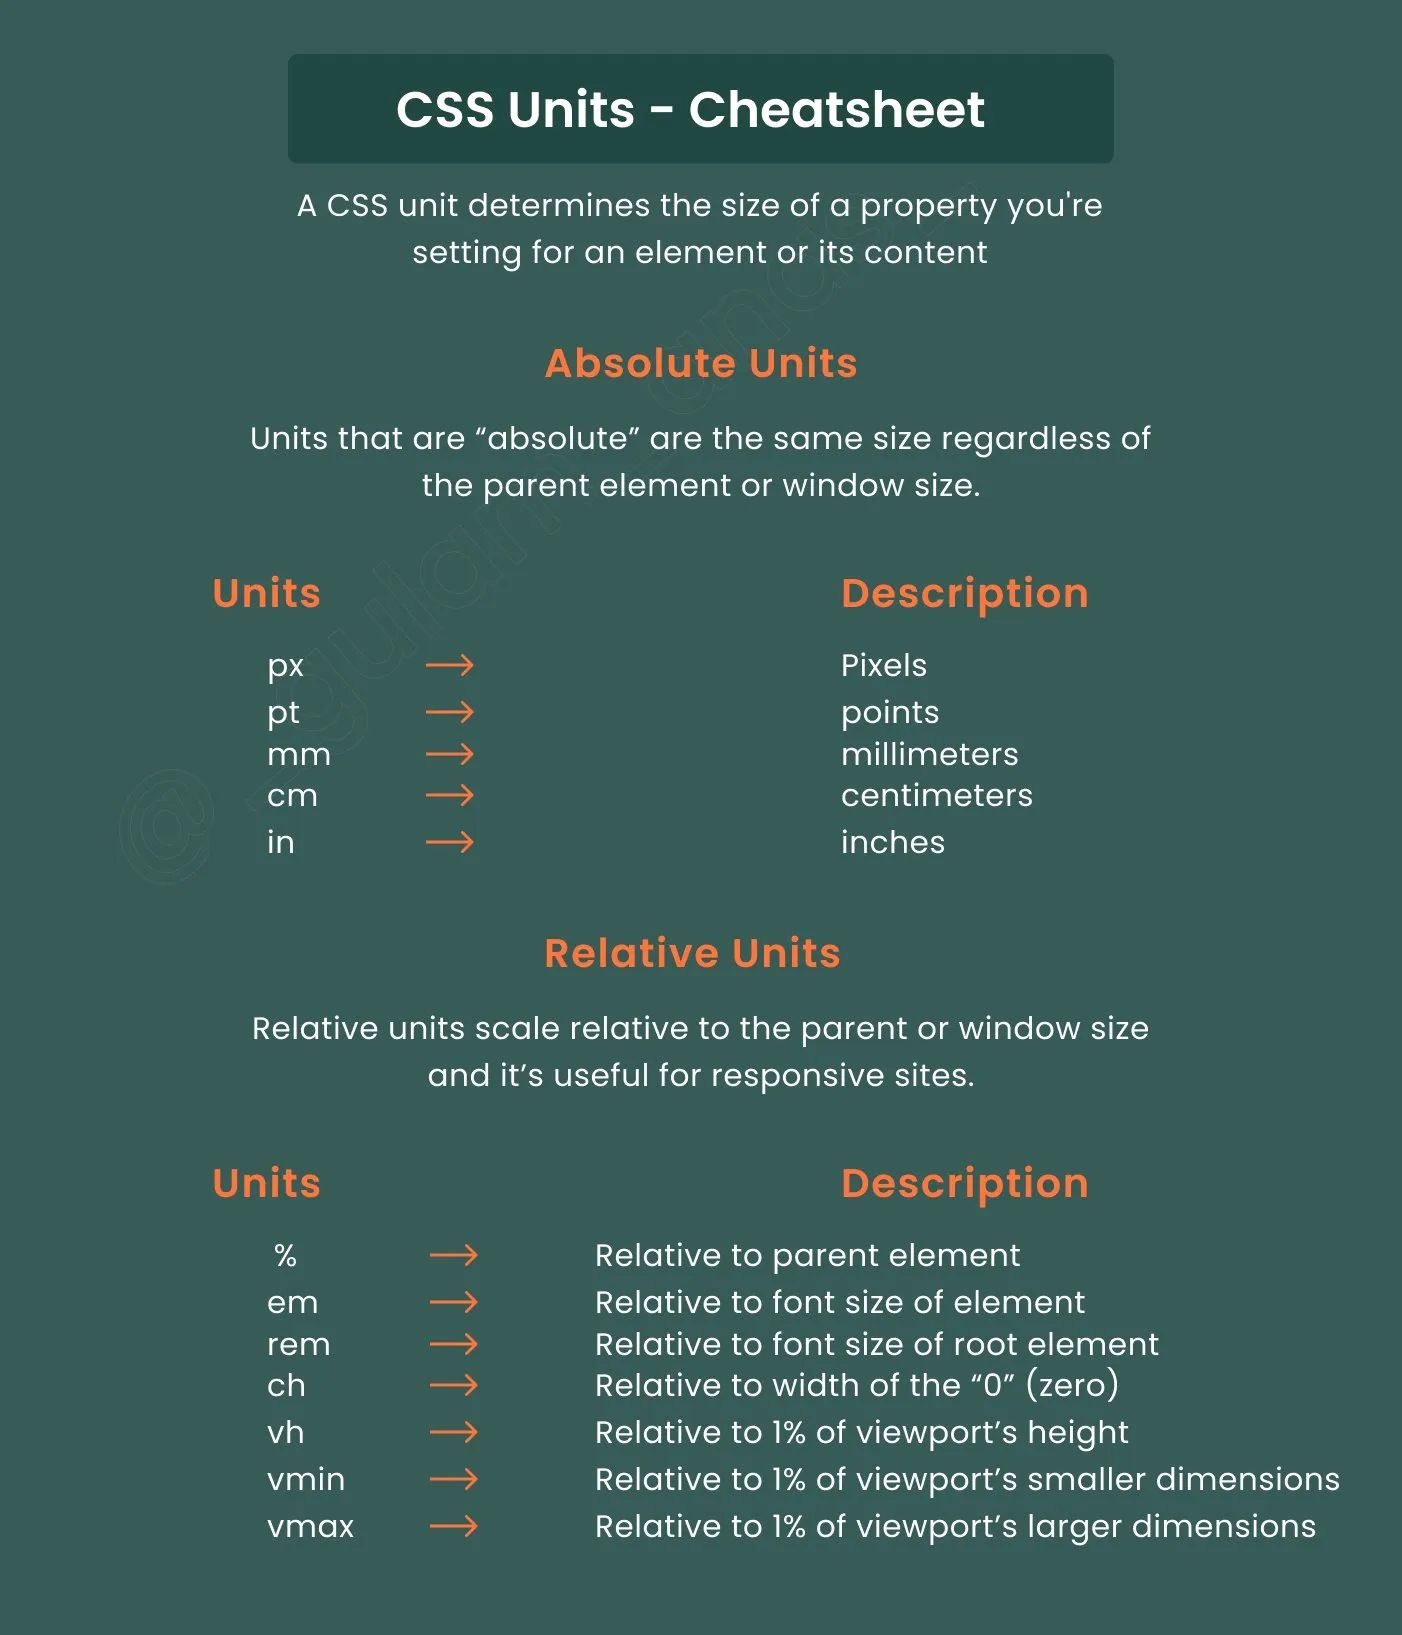 CSS Units - Cheatsheet
A CSS unit determines the size of a property you're
setting for an element or its content
Absolute Units
Units that are “absolute” are the same size regardless of
the parent element or window size.
Units Description
px → Pixels
pt → points
mm → millimeters
cm → centimeters
in → inches
Relative Units
Relative units scale relative to the parent or window size
and it’s useful for responsive sites.
Units Description
% → Relative to parent element
em → Relative to font size of element
rem → Relative to font size of root element
ch → Relative to width of the “0” (zero)
vh → Relative to 1% of viewport’s height
vmin → Relative to 1% of viewport’s smaller dimensions
vmax → Relative to 1% of viewport’s larger dimensions